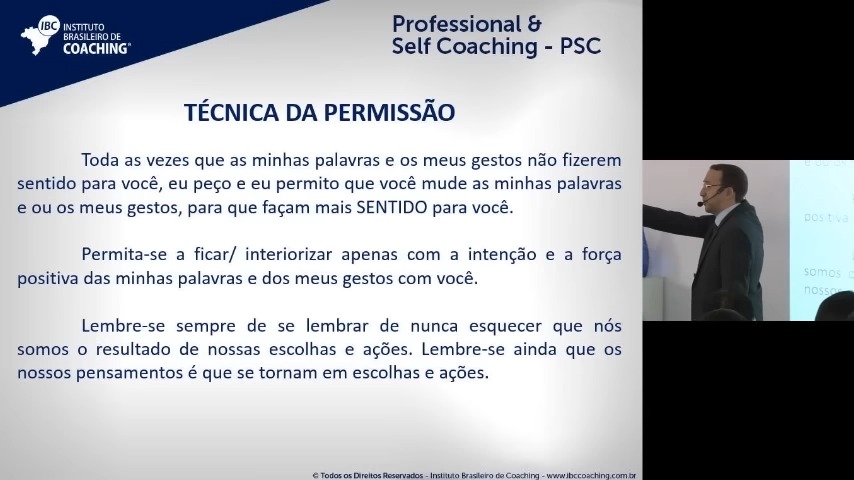 IBC
INSTITUTO
BRASILEIRO DE
COACHING
Professional &
Self Coaching - PSC
TÉCNICA DA PERMISSÃO
Toda as vezes que as minhas palavras e os meus gestos não fizerem
sentido para você, eu peço e eu permito que você mude as minhas palavras
e ou os meus gestos, para que façam mais SENTIDO para você.
Permita-se a ficar/ interiorizar apenas com a intenção e a força
positiva das minhas palavras e dos meus gestos com você.
Lembre-se sempre de se lembrar de nunca esquecer que nós
somos o resultado de nossas escolhas e ações. Lembre-se ainda que os
nossos pensamentos é que se tornam em escolhas e ações.
positiva
somos
© Todos os Direitos Reservados - Instituto Brasileiro de Coaching - www.ibccoaching.com.br